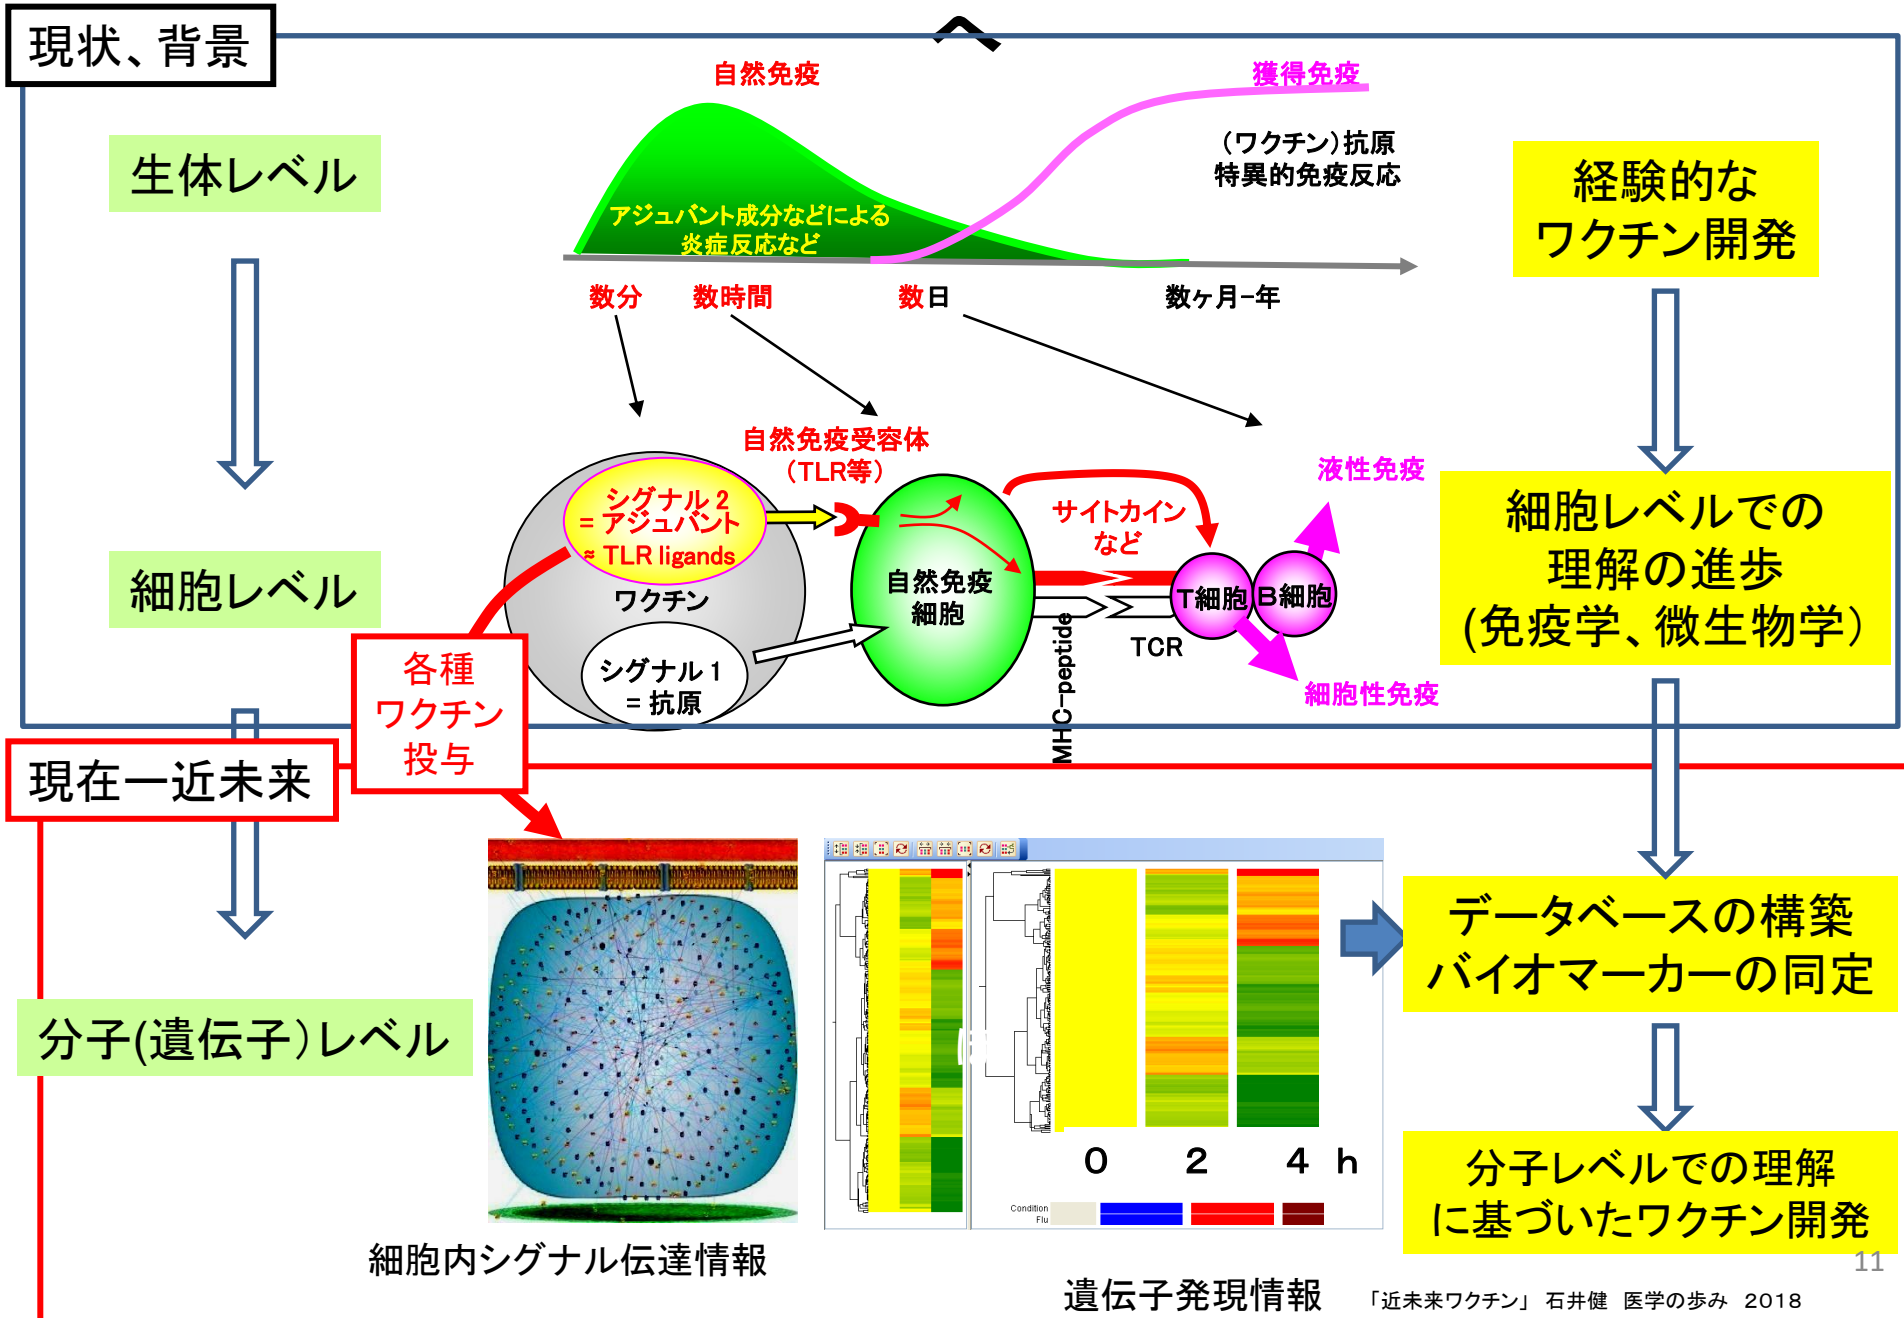 現状、背景
へ
自然免疫
獲得免疫
(ワクチン)抗原
特異的免疫反応
アジュバント成分などによる
炎症反応など
数分
数時間
数日
数ヶ月-年
生体レベル
経験的な
ワクチン開発
自然免疫受容体
(TLR等)
シグナル 2
= アジュバント
≈ TLR ligands
ワクチン
シグナル 1
= 抗原
自然免疫
細胞
サイトカイン
など
MHC-peptide
TCR
T細胞
B細胞
液性免疫
細胞性免疫
細胞レベル
細胞レベルでの
理解の進歩
(免疫学、微生物学)
各種
ワクチン
投与
現在ー近未来
分子(遺伝子)レベル
0 2 4 h
Condition
Flu
データベースの構築
バイオマーカーの同定
分子レベルでの理解
に基づいたワクチン開発
細胞内シグナル伝達情報
遺伝子発現情報
11
「近未来ワクチン」 石井健 医学の歩み 2018